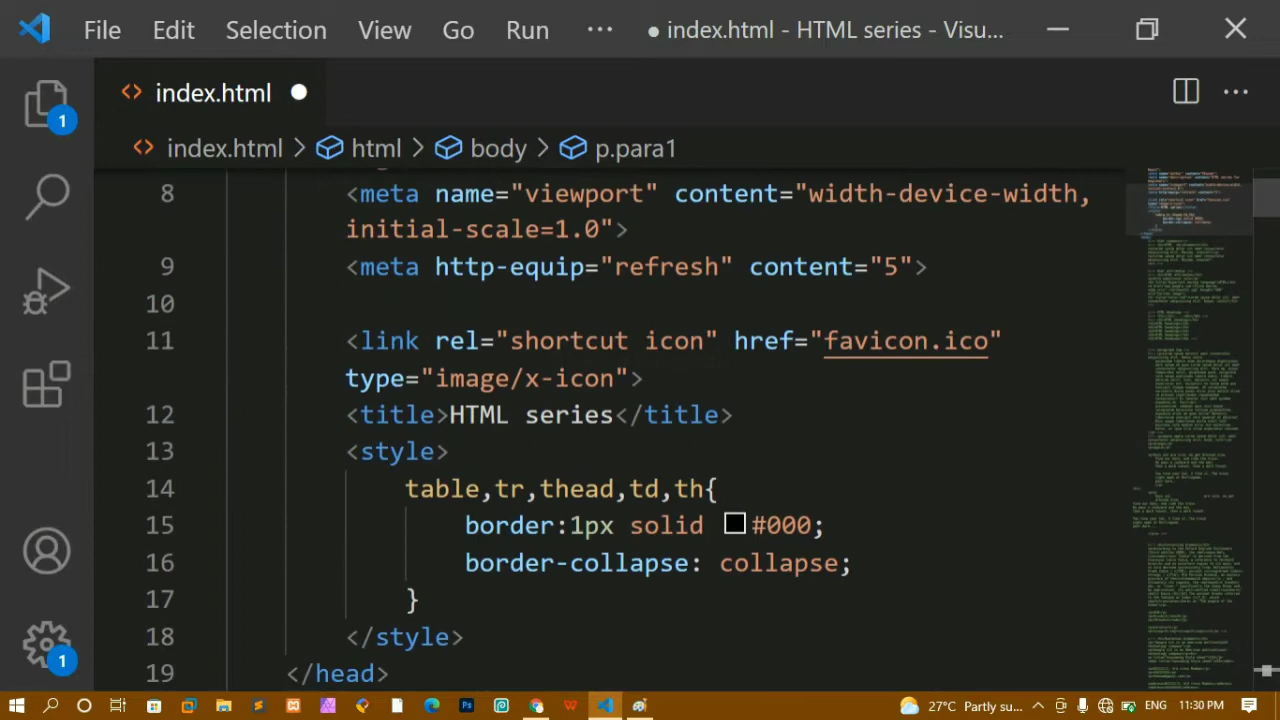 File Edit Selection View Go Run ··· ● index.html - HTML series - Visu...
index.html
index.html > html > body > p.para1
8 <meta name="viewport" content="width-device-width,
initial-scale=1.0">
9 <meta http-equip="refresh" content="5">
10
11 <link rel="shortcut icon" href="favicon.ico"
type="image/x-icon">
12 <title>HTML series</title>
13 <style>
14 table,tr,thead,td,th{
15 border:1px solid #000;
16 border-collapse: collapse;
17 }
18 </style>
19 </head>
1
1
27°C Partly su... 11:30 PM